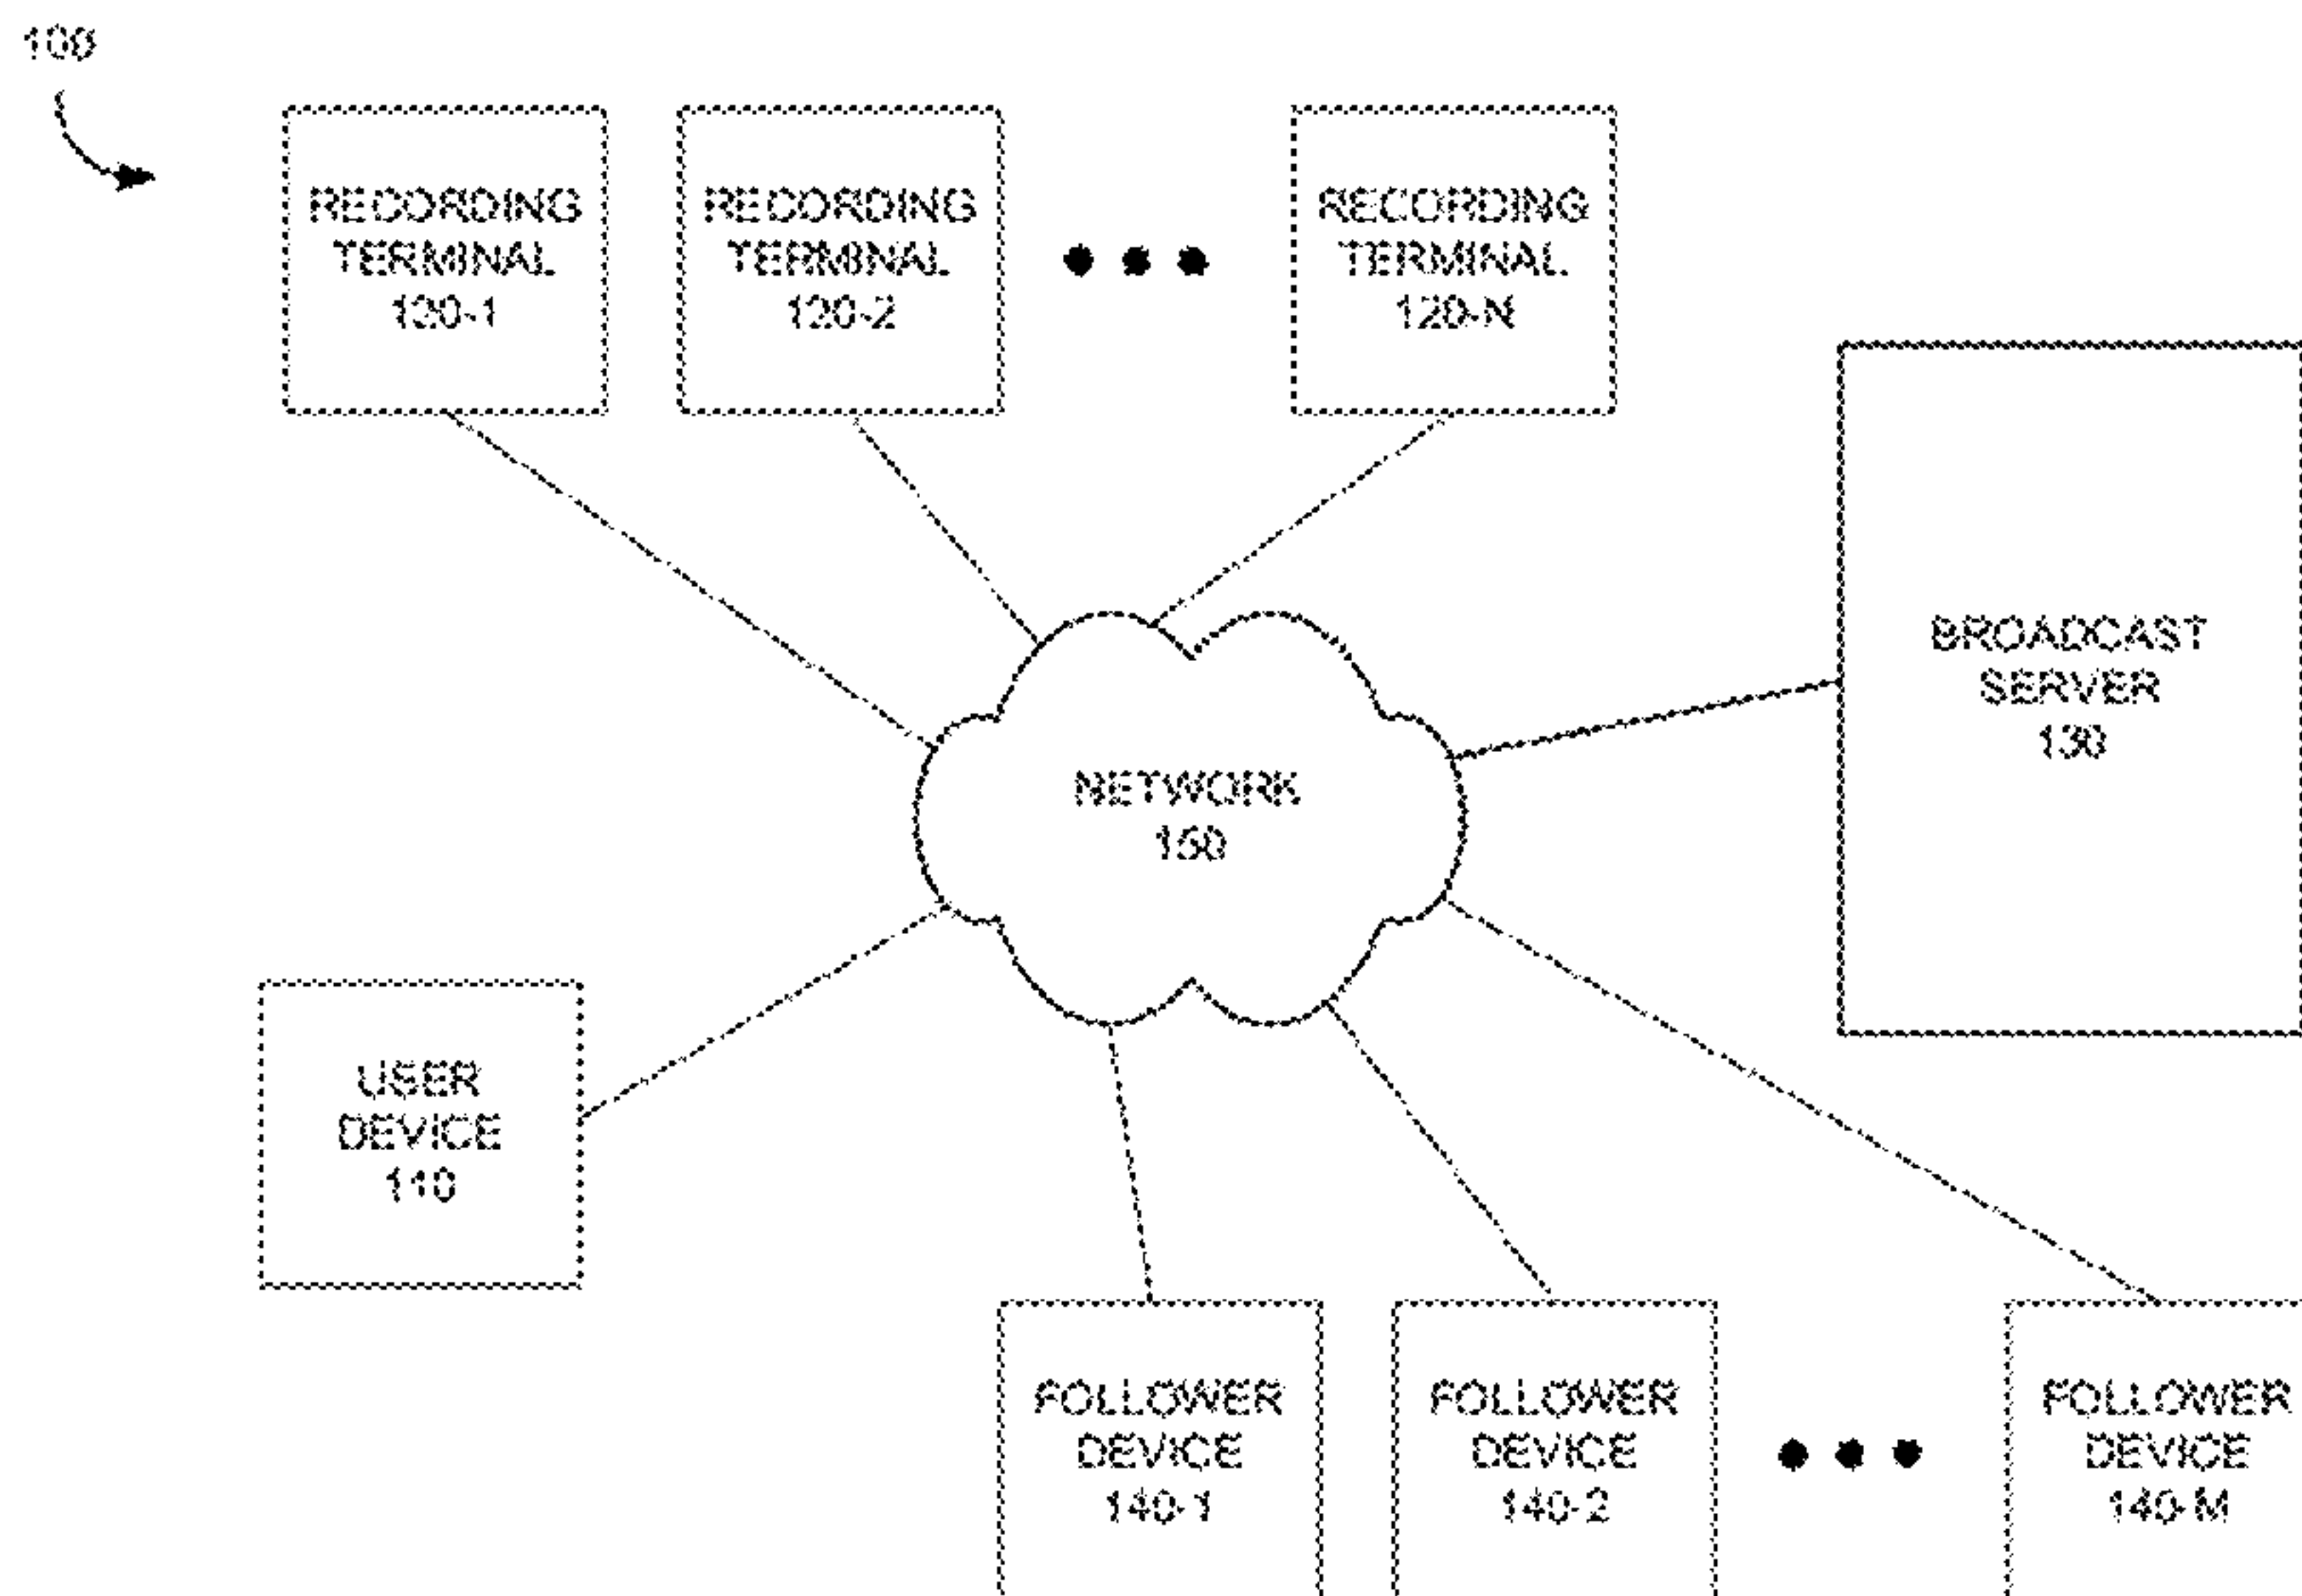 100
RECORDING
TERMINAL
120-1
RECORDING
TERMINAL
120-2
RECORDING
TERMINAL
120-N
BROADCAST
SERVER
130
NETWORK
150
USER
DEVICE
110
FOLLOWER
DEVICE
140-1
FOLLOWER
DEVICE
140-2
FOLLOWER
DEVICE
140-M